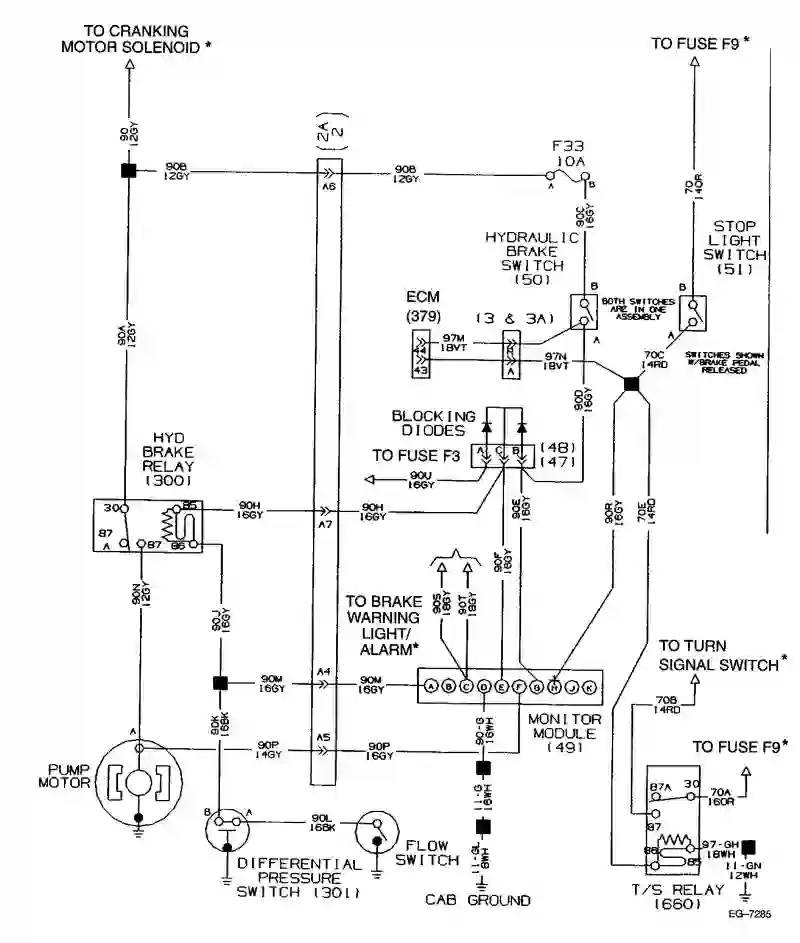 TO CRANKING
MOTOR SOLENOID *
TO FUSE F9 *
90
12GY
(2A)
( 2 )
F33
10A
90B
12GY
A6
90B
12GY
A
B
70
14OR
90C
16GY
HYDRAULIC
BRAKE
SWITCH
(50)
STOP
LIGHT
SWITCH
(51)
B
BOTH SWITCHES
ARE IN ONE
ASSEMBLY
B
ECM
(379)
(3 & 3A)
90A
12GY
97M
18VT
44
B
A
A
43
A
97N
18VT
70C
14RD
SWITCHES SHOWN
W/BRAKE PEDAL
RELEASED
90D
16GY
BLOCKING
DIODES
HYD
BRAKE
RELAY
(300)
TO FUSE F3
A C B
(48)
(47)
90U
16GY
30
85
90H
16GY
A7
90H
16GY
90E
16GY
90R
16GY
70E
14RD
87
A
87
86
90F
16GY
90N
12GY
90J
16GY
90S
18GY
90T
18GY
TO BRAKE
WARNING
LIGHT/
ALARM*
TO TURN
SIGNAL SWITCH*
90M
16GY
A4
90M
16GY
A B C D E F G H J K
70B
14RD
90K
16BK
90-G
16WH
MONITOR
MODULE
(49)
A
90P
14GY
A5
90P
16GY
TO FUSE F9*
PUMP
MOTOR
11-G
16WH
87A
30
70A
16OR
87
B
A
90L
16BK
FLOW
SWITCH
11-GL
8WH
86
85
97-GH
18WH
11-GN
12WH
DIFFERENTIAL
PRESSURE
SWITCH (301)
CAB GROUND
T/S RELAY
(660)
EG-7285